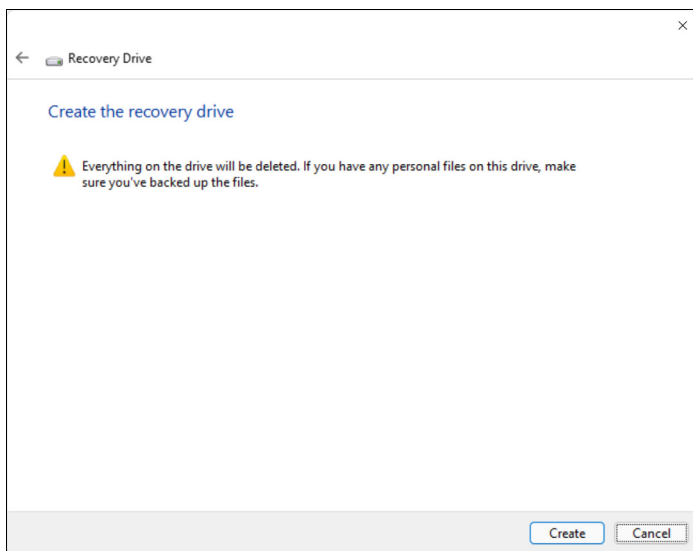 Recovery Drive
Create the recovery drive
Everything on the drive will be deleted. If you have any personal files on this drive, make
sure you've backed up the files.
Create Cancel